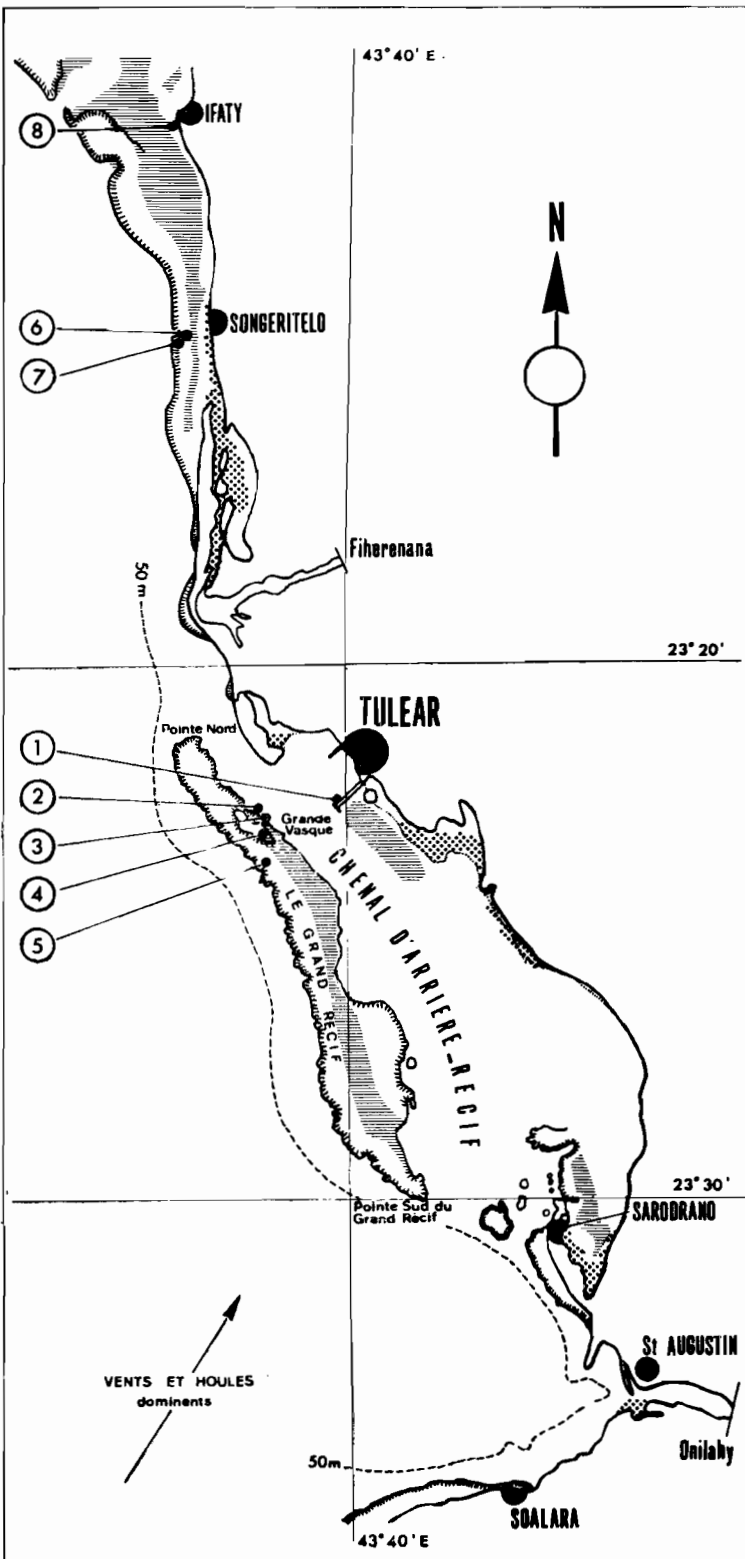 43°40' E.
IFATY
8
N
6
SONGERITELO
7
Fiherenana
50m
23°20'
TULEAR
Pointe Nord
1
2
Grande
Vasque
3
4
5
CHENAL D'ARRIERE-RECIF
LE GRAND RECIF
23°30'
Pointe Sud du
Grand Récif
SARODRANO
St AUGUSTIN
VENTS ET HOULES
dominents
Onilahy
50m
SOALARA
43°40' E